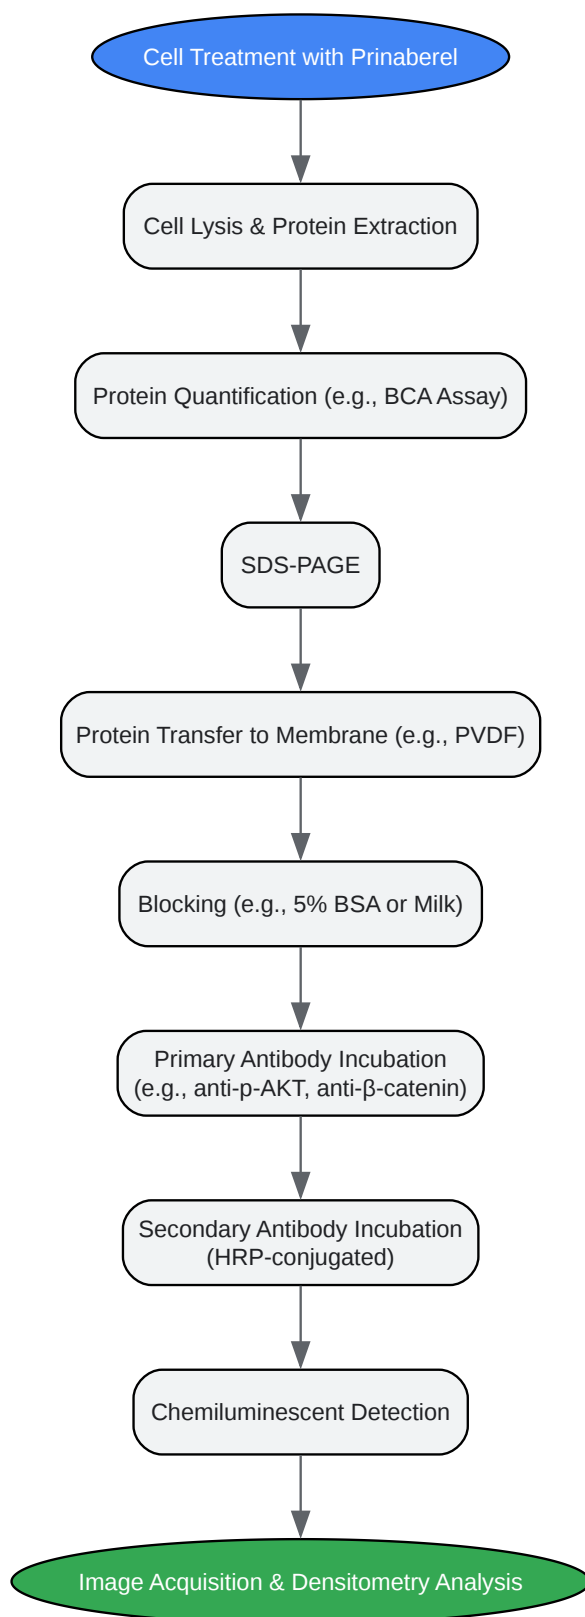 Cell Treatment with Prinaberel
Cell Lysis & Protein Extraction
Protein Quantification (e.g., BCA Assay)
SDS-PAGE
Protein Transfer to Membrane (e.g., PVDF)
Blocking (e.g., 5% BSA or Milk)
Primary Antibody Incubation
(e.g., anti-p-AKT, anti-β-catenin)
Secondary Antibody Incubation
(HRP-conjugated)
Chemiluminescent Detection
Image Acquisition & Densitometry Analysis